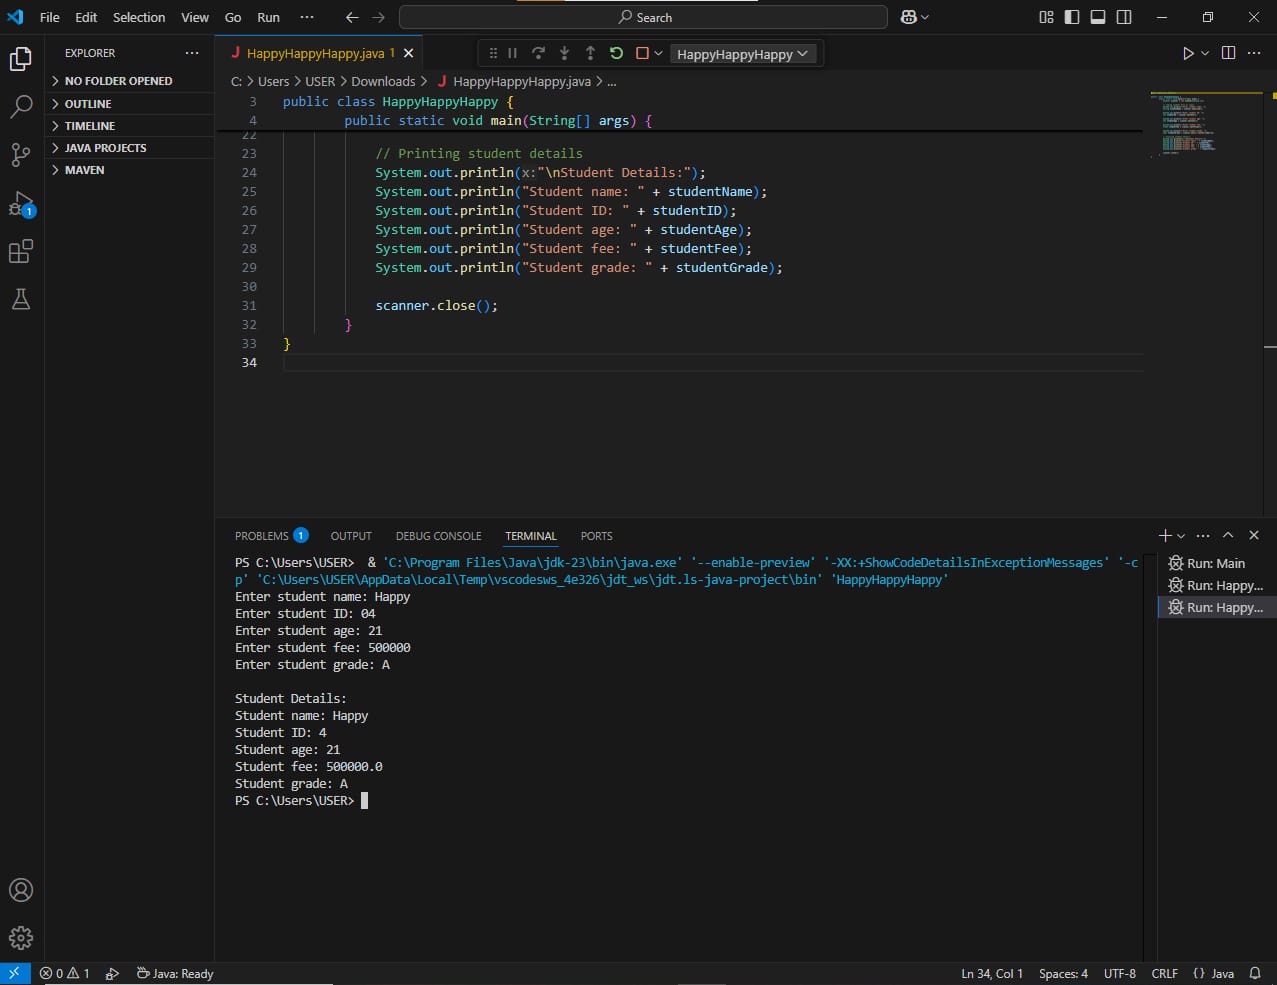 File Edit Selection View Go Run ··· Search
EXPLORER ···
NO FOLDER OPENED
OUTLINE
TIMELINE
JAVA PROJECTS
MAVEN
1
J HappyHappyHappy.java 1
HappyHappyHappy
C: > Users > USER > Downloads > J HappyHappyHappy.java > ...
3 public class HappyHappyHappy {
4 public static void main(String[] args) {
22
23 // Printing student details
24 System.out.println(x:"\nStudent Details:");
25 System.out.println("Student name: " + studentName);
26 System.out.println("Student ID: " + studentID);
27 System.out.println("Student age: " + studentAge);
28 System.out.println("Student fee: " + studentFee);
29 System.out.println("Student grade: " + studentGrade);
30
31 scanner.close();
32 }
33 }
34
PROBLEMS 1 OUTPUT DEBUG CONSOLE TERMINAL PORTS
PS C:\Users\USER> & 'C:\Program Files\Java\jdk-23\bin\java.exe' '--enable-preview' '-XX:+ShowCodeDetailsInExceptionMessages' '-c
p' 'C:\Users\USER\AppData\Local\Temp\vscodesws_4e326\jdt_ws\jdt.ls-java-project\bin' 'HappyHappyHappy'
Enter student name: Happy
Enter student ID: 04
Enter student age: 21
Enter student fee: 500000
Enter student grade: A
Student Details:
Student name: Happy
Student ID: 4
Student age: 21
Student fee: 500000.0
Student grade: A
PS C:\Users\USER>
Run: Main
Run: Happy...
Run: Happy...
0 1 Java: Ready
Ln 34, Col 1 Spaces: 4 UTF-8 CRLF {} Java